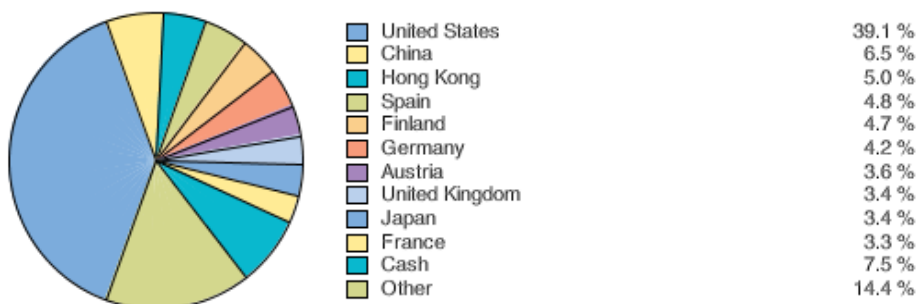 United States 39.1 %
China 6.5 %
Hong Kong 5.0 %
Spain 4.8 %
Finland 4.7 %
Germany 4.2 %
Austria 3.6 %
United Kingdom 3.4 %
Japan 3.4 %
France 3.3 %
Cash 7.5 %
Other 14.4 %